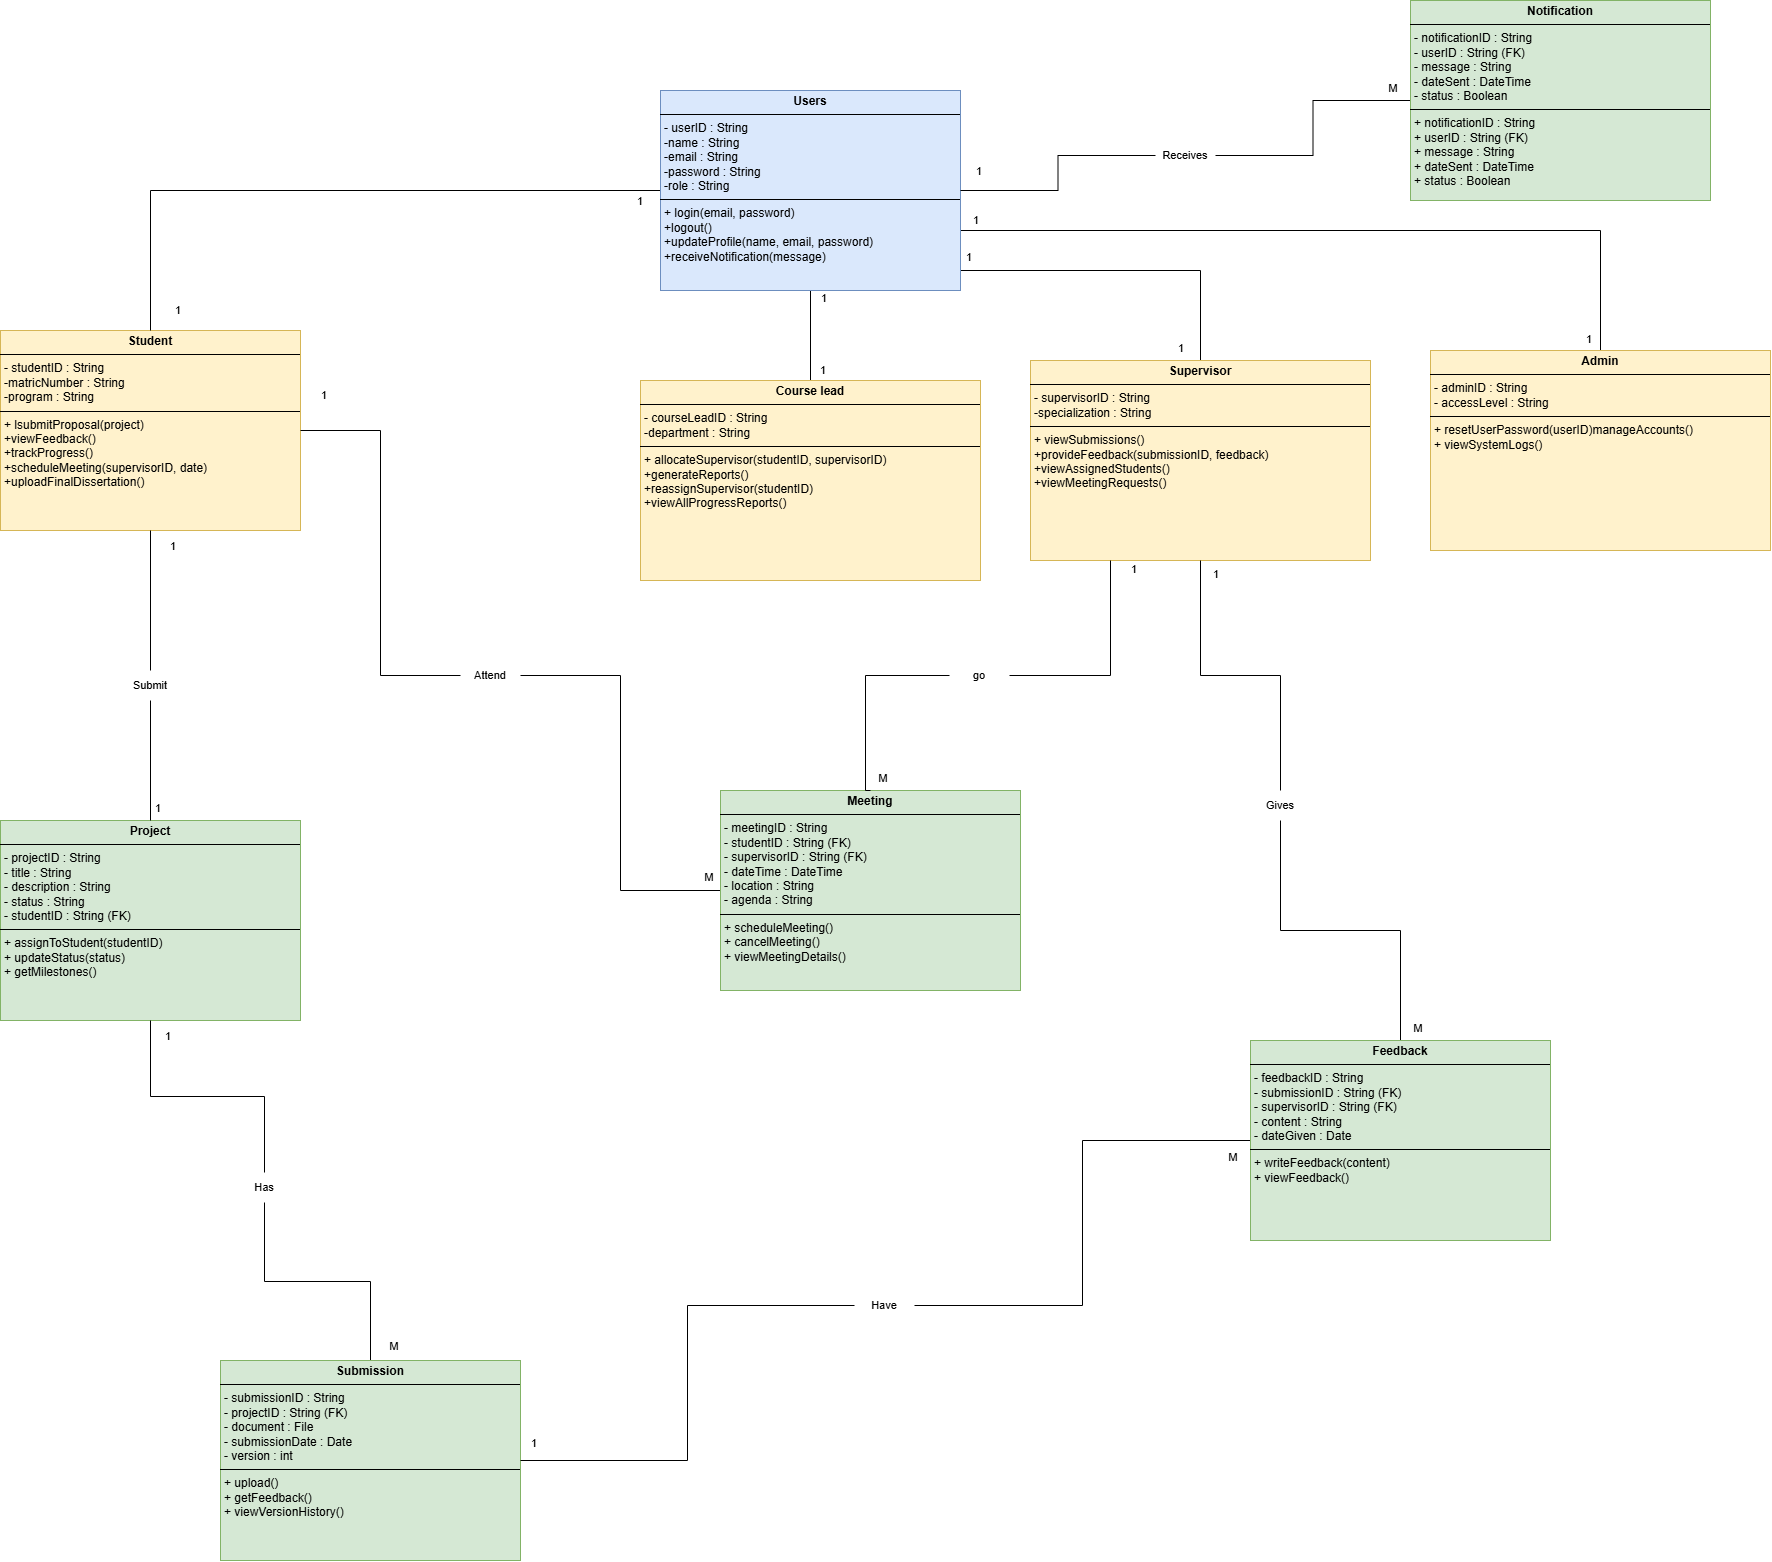 Notification
- notificationID : String
- userID : String (FK)
- message : String
- dateSent : DateTime
- status : Boolean
+ notificationID : String
+ userID : String (FK)
+ message : String
+ dateSent : DateTime
+ status : Boolean
M
Receives
1
Users
- userID : String
-name : String
-email : String
-password : String
-role : String
+ login(email, password)
+logout()
+updateProfile(name, email, password)
+receiveNotification(message)
1
1
1
1
1
1
1
1
Student
- studentID : String
-matricNumber : String
-program : String
+ lsubmitProposal(project)
+viewFeedback()
+trackProgress()
+scheduleMeeting(supervisorID, date)
+uploadFinalDissertation()
1
1
Course lead
- courseLeadID : String
-department : String
+ allocateSupervisor(studentID, supervisorID)
+generateReports()
+reassignSupervisor(studentID)
+viewAllProgressReports()
Supervisor
- supervisorID : String
-specialization : String
+ viewSubmissions()
+provideFeedback(submissionID, feedback)
+viewAssignedStudents()
+viewMeetingRequests()
1
1
Admin
- adminID : String
- accessLevel : String
+ resetUserPassword(userID)manageAccounts()
+ viewSystemLogs()
Submit
Attend
go
Gives
1
M
M
M
Project
- projectID : String
- title : String
- description : String
- status : String
- studentID : String (FK)
+ assignToStudent(studentID)
+ updateStatus(status)
+ getMilestones()
1
Meeting
- meetingID : String
- studentID : String (FK)
- supervisorID : String (FK)
- dateTime : DateTime
- location : String
- agenda : String
+ scheduleMeeting()
+ cancelMeeting()
+ viewMeetingDetails()
Feedback
- feedbackID : String
- submissionID : String (FK)
- supervisorID : String (FK)
- content : String
- dateGiven : Date
+ writeFeedback(content)
+ viewFeedback()
M
Has
Have
M
Submission
- submissionID : String
- projectID : String (FK)
- document : File
- submissionDate : Date
- version : int
+ upload()
+ getFeedback()
+ viewVersionHistory()
1